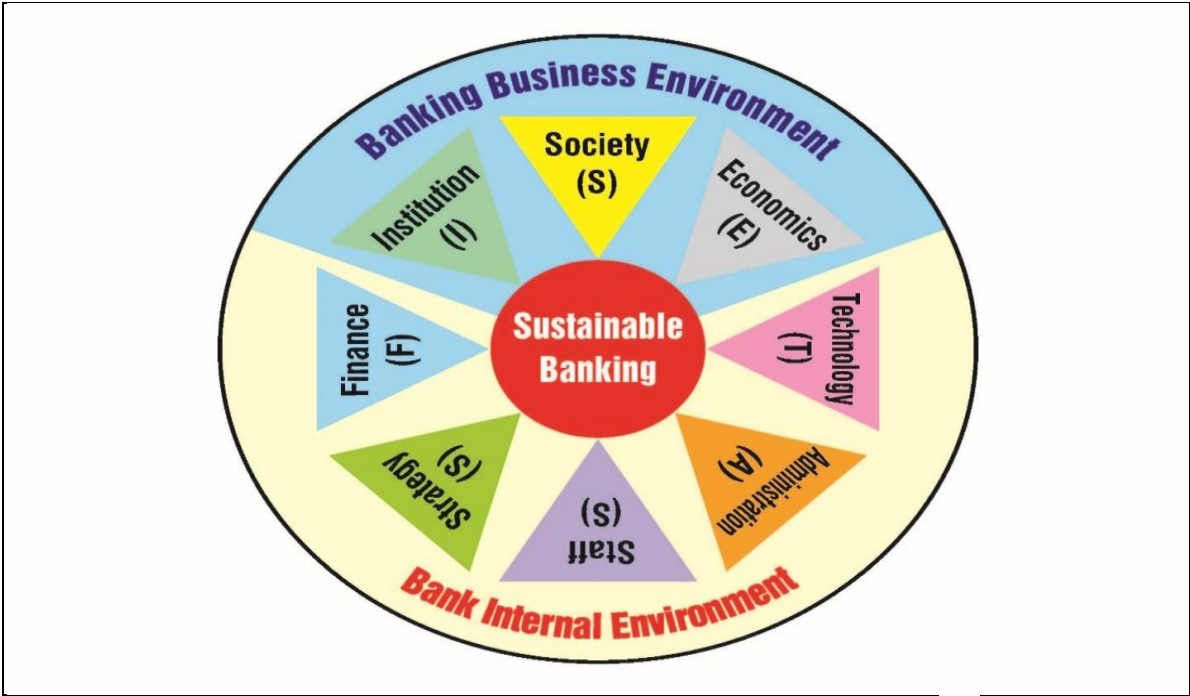 Banking Business Environment
Society
(S)
Economics
(E)
Institution
(I)
Technology
(T)
Finance
(F)
Sustainable
Banking
Administration
(A)
Strategy
(S)
Staff
(S)
Bank Internal Environment